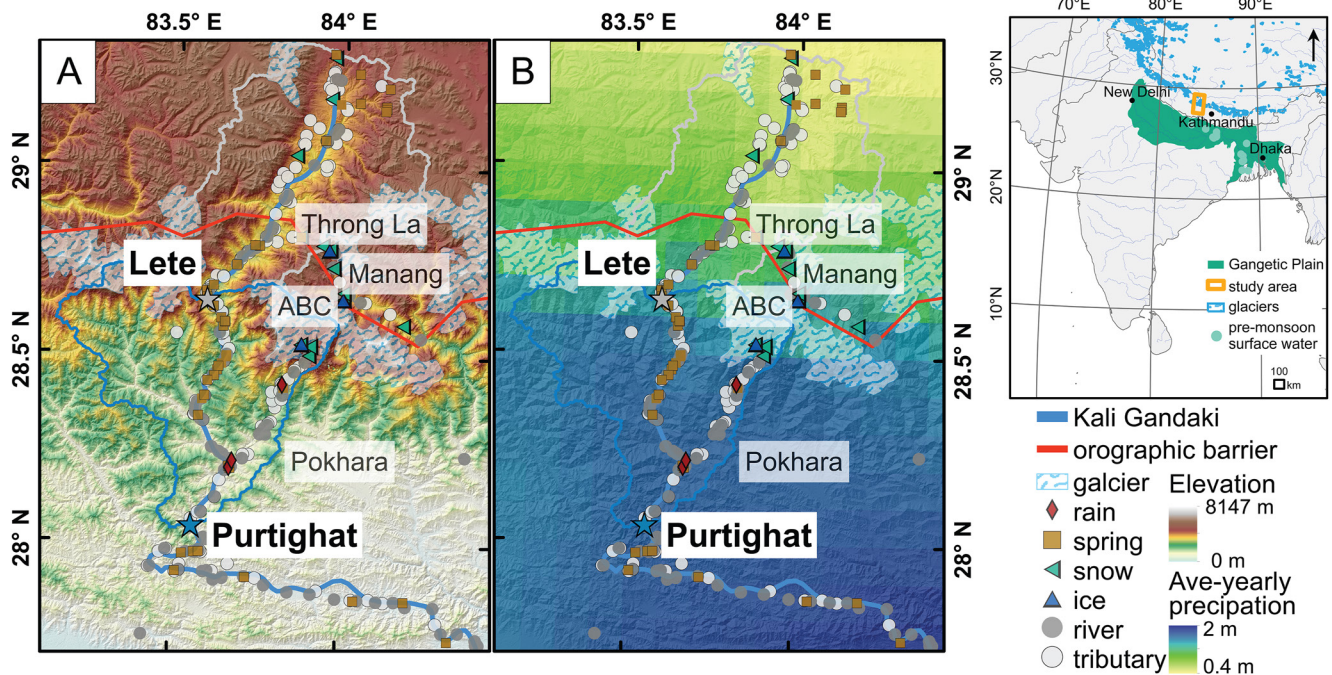 83.5° E
84° E
83.5° E
84° E
70°E
80°E
90°E
A
B
29° N
28.5° N
28° N
29° N
28.5° N
28° N
Throng La
Lete
Manang
ABC
Pokhara
Purtighat
Throng La
Lete
Manang
ABC
Pokhara
Purtighat
30°N
20°N
10°N
New Delhi
Kathmandu
Dhaka
Gangetic Plain
study area
glaciers
pre-monsoon
surface water
100
km
Kali Gandaki
orographic barrier
galcier
rain
spring
snow
ice
river
tributary
Elevation
8147 m
0 m
Ave-yearly
precipation
2 m
0.4 m